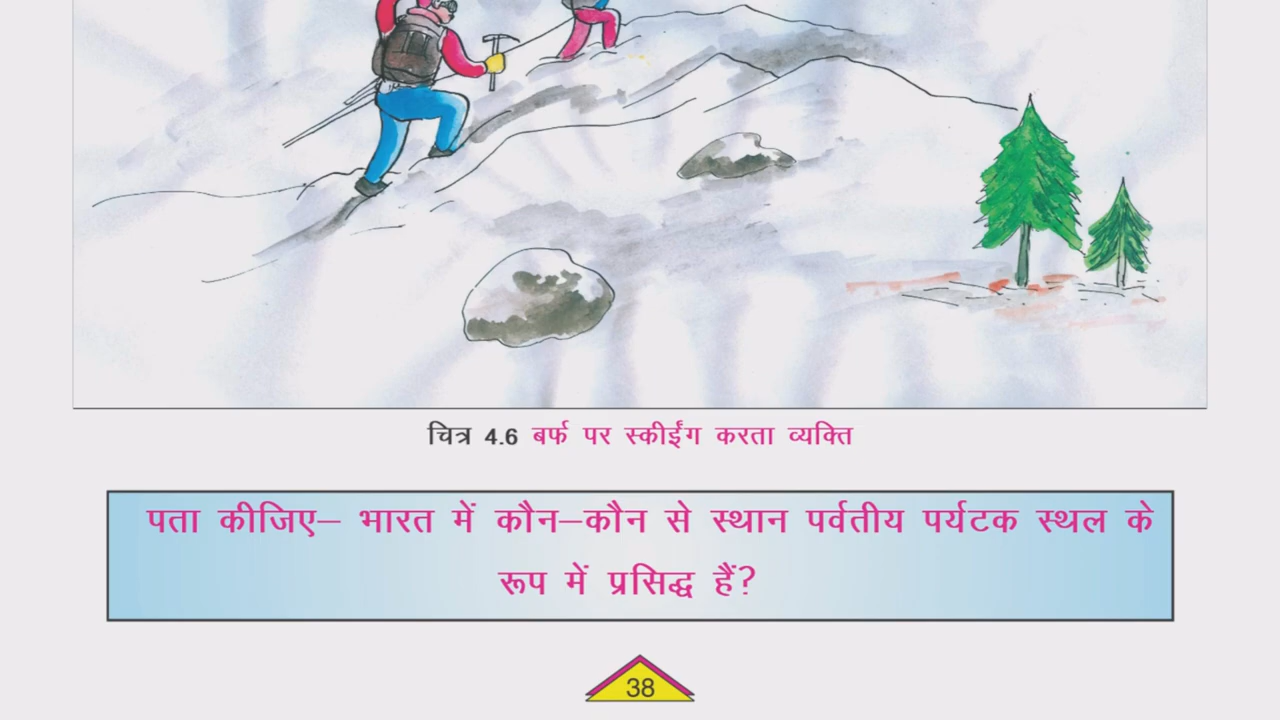 चित्र 4.6 बर्फ पर स्कीईंग करता व्यक्ति
पता कीजिए– भारत में कौन–कौन से स्थान पर्वतीय पर्यटक स्थल के
रूप में प्रसिद्ध हैं?
38